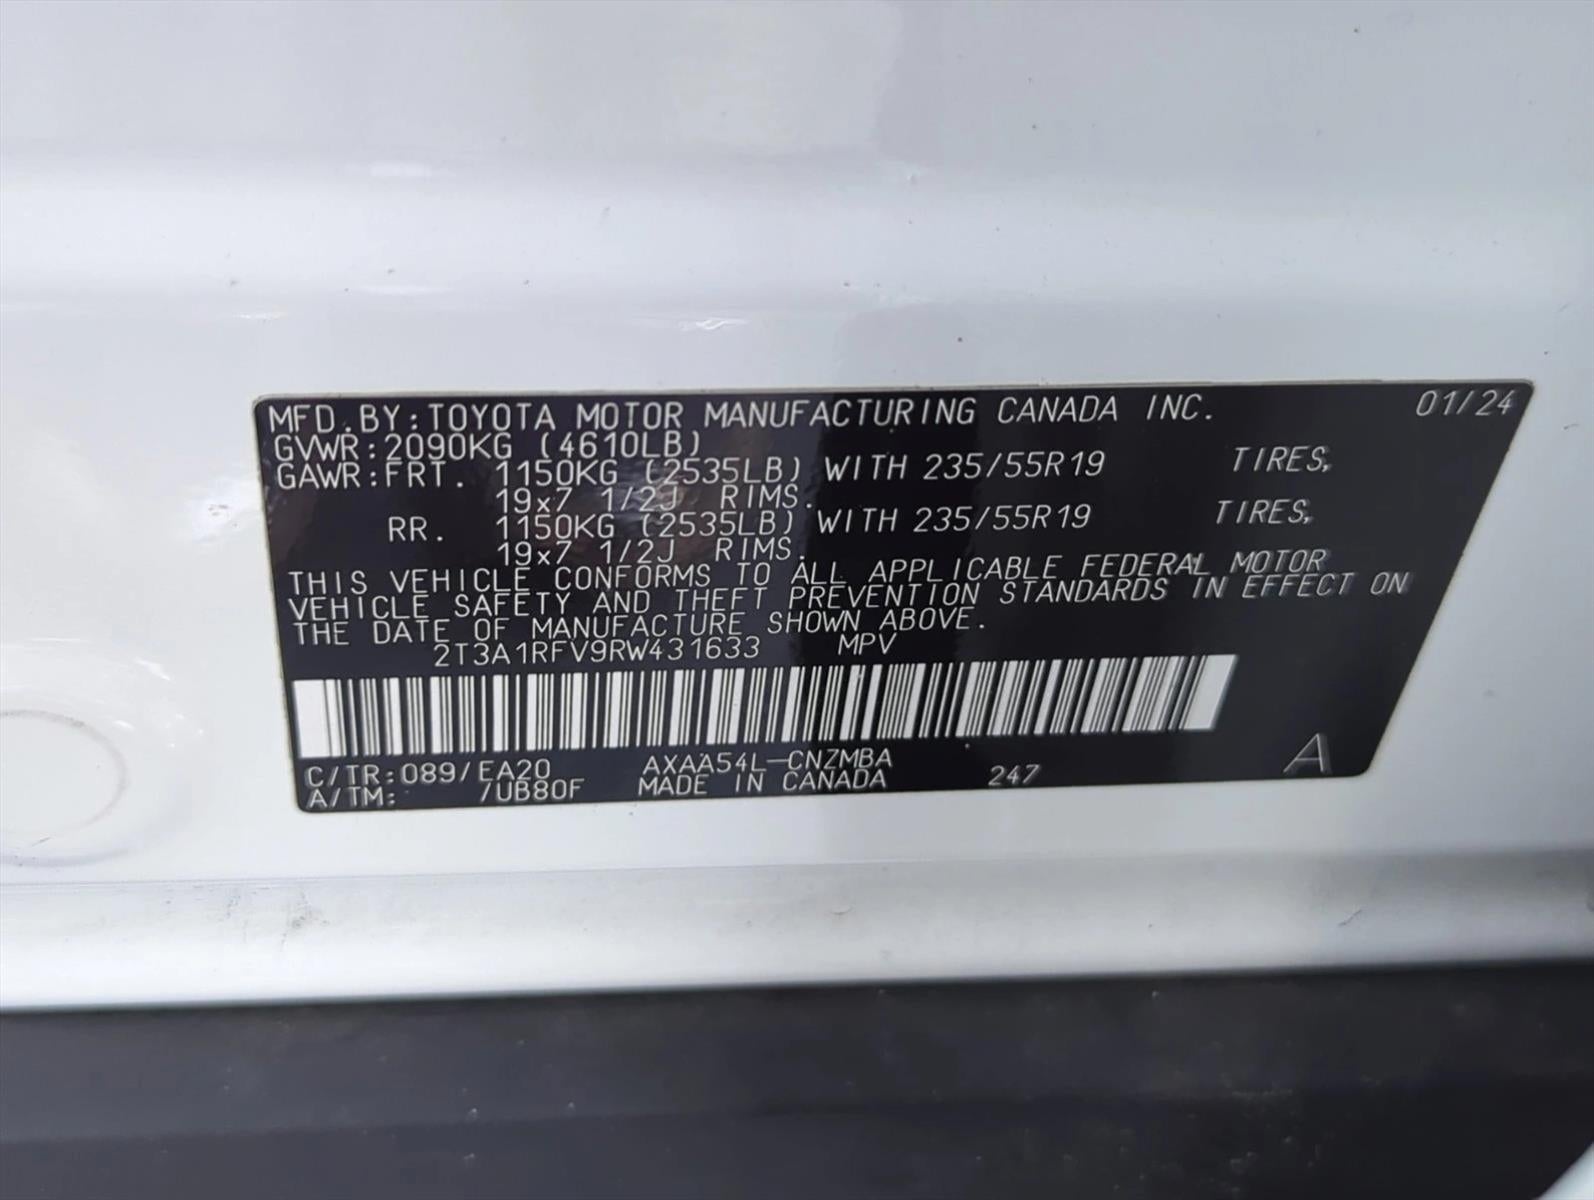 MFD.BY:TOYOTA MOTOR MANUFACTURING CANADA INC. 01/24
GVWR:2090KG (4610LB)
GAWR:FRT. 1150KG (2535LB) WITH 235/55R19 TIRES,
19x7 1/2J RIMS.
RR. 1150KG (2535LB) WITH 235/55R19 TIRES,
19x7 1/2J RIMS.
THIS VEHICLE CONFORMS TO ALL APPLICABLE FEDERAL MOTOR
VEHICLE SAFETY AND THEFT PREVENTION STANDARDS IN EFFECT ON
THE DATE OF MANUFACTURE SHOWN ABOVE.
2T3A1RFV9RW431633 MPV
C/TR:089/EA20 AXAA54L-CNZMBA
A/TM: /UB80F MADE IN CANADA 247 A